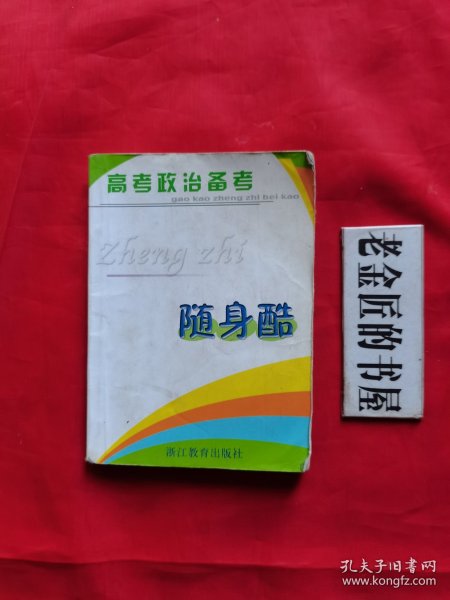 高考政治备考
gao kao zheng zhi bei kao
Zheng zhi
随身酷
浙江教育出版社
老金匠的书屋
孔夫子旧书网
www.kongfz.com